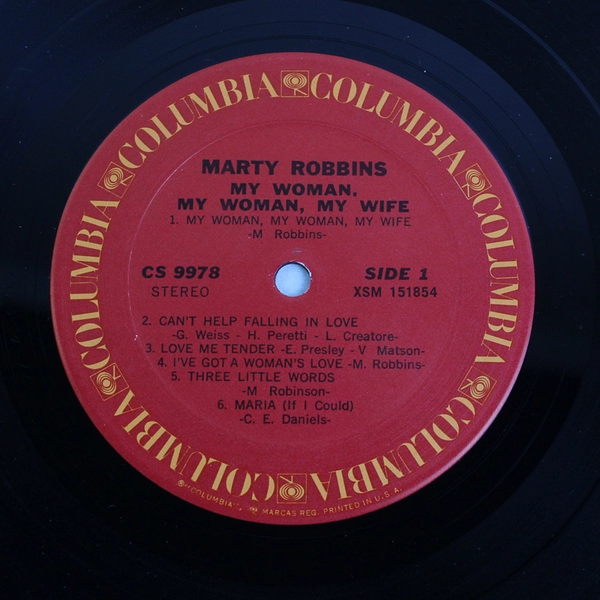 COLUMBIA COLUMBIA COLUMBIA COLUMBIA COLUMBIA COLUMBIA
MARTY ROBBINS
MY WOMAN,
MY WOMAN, MY WIFE
1. MY WOMAN, MY WOMAN, MY WIFE
-M Robbins-
CS 9978 SIDE 1
STEREO XSM 151854
2. CAN'T HELP FALLING IN LOVE
-G. Weiss - H. Peretti - L. Creatore-
3. LOVE ME TENDER -E. Presley - V Matson-
4. I'VE GOT A WOMAN'S LOVE -M. Robbins-
5. THREE LITTLE WORDS
-M Robinson-
6. MARIA (If I Could)
-C. E. Daniels-
®"COLUMBIA", MARCAS REG. PRINTED IN U.S.A.